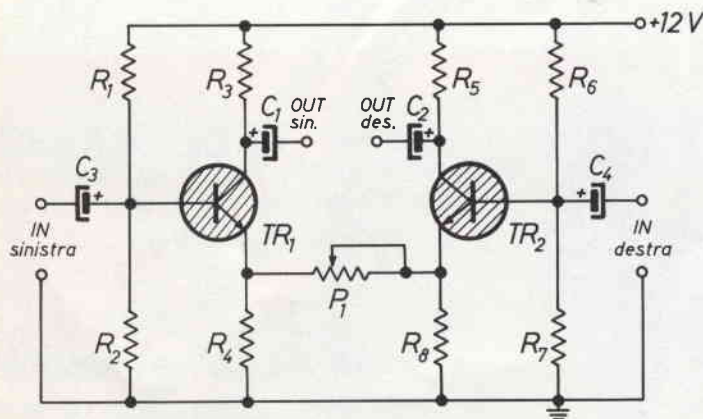 +12 V
R1
R3
R5
R6
C1
OUT
sin.
OUT
des.
C2
C3
C4
+
+
+
+
IN
sinistra
TR1
TR2
IN
destra
P1
R2
R4
R8
R7